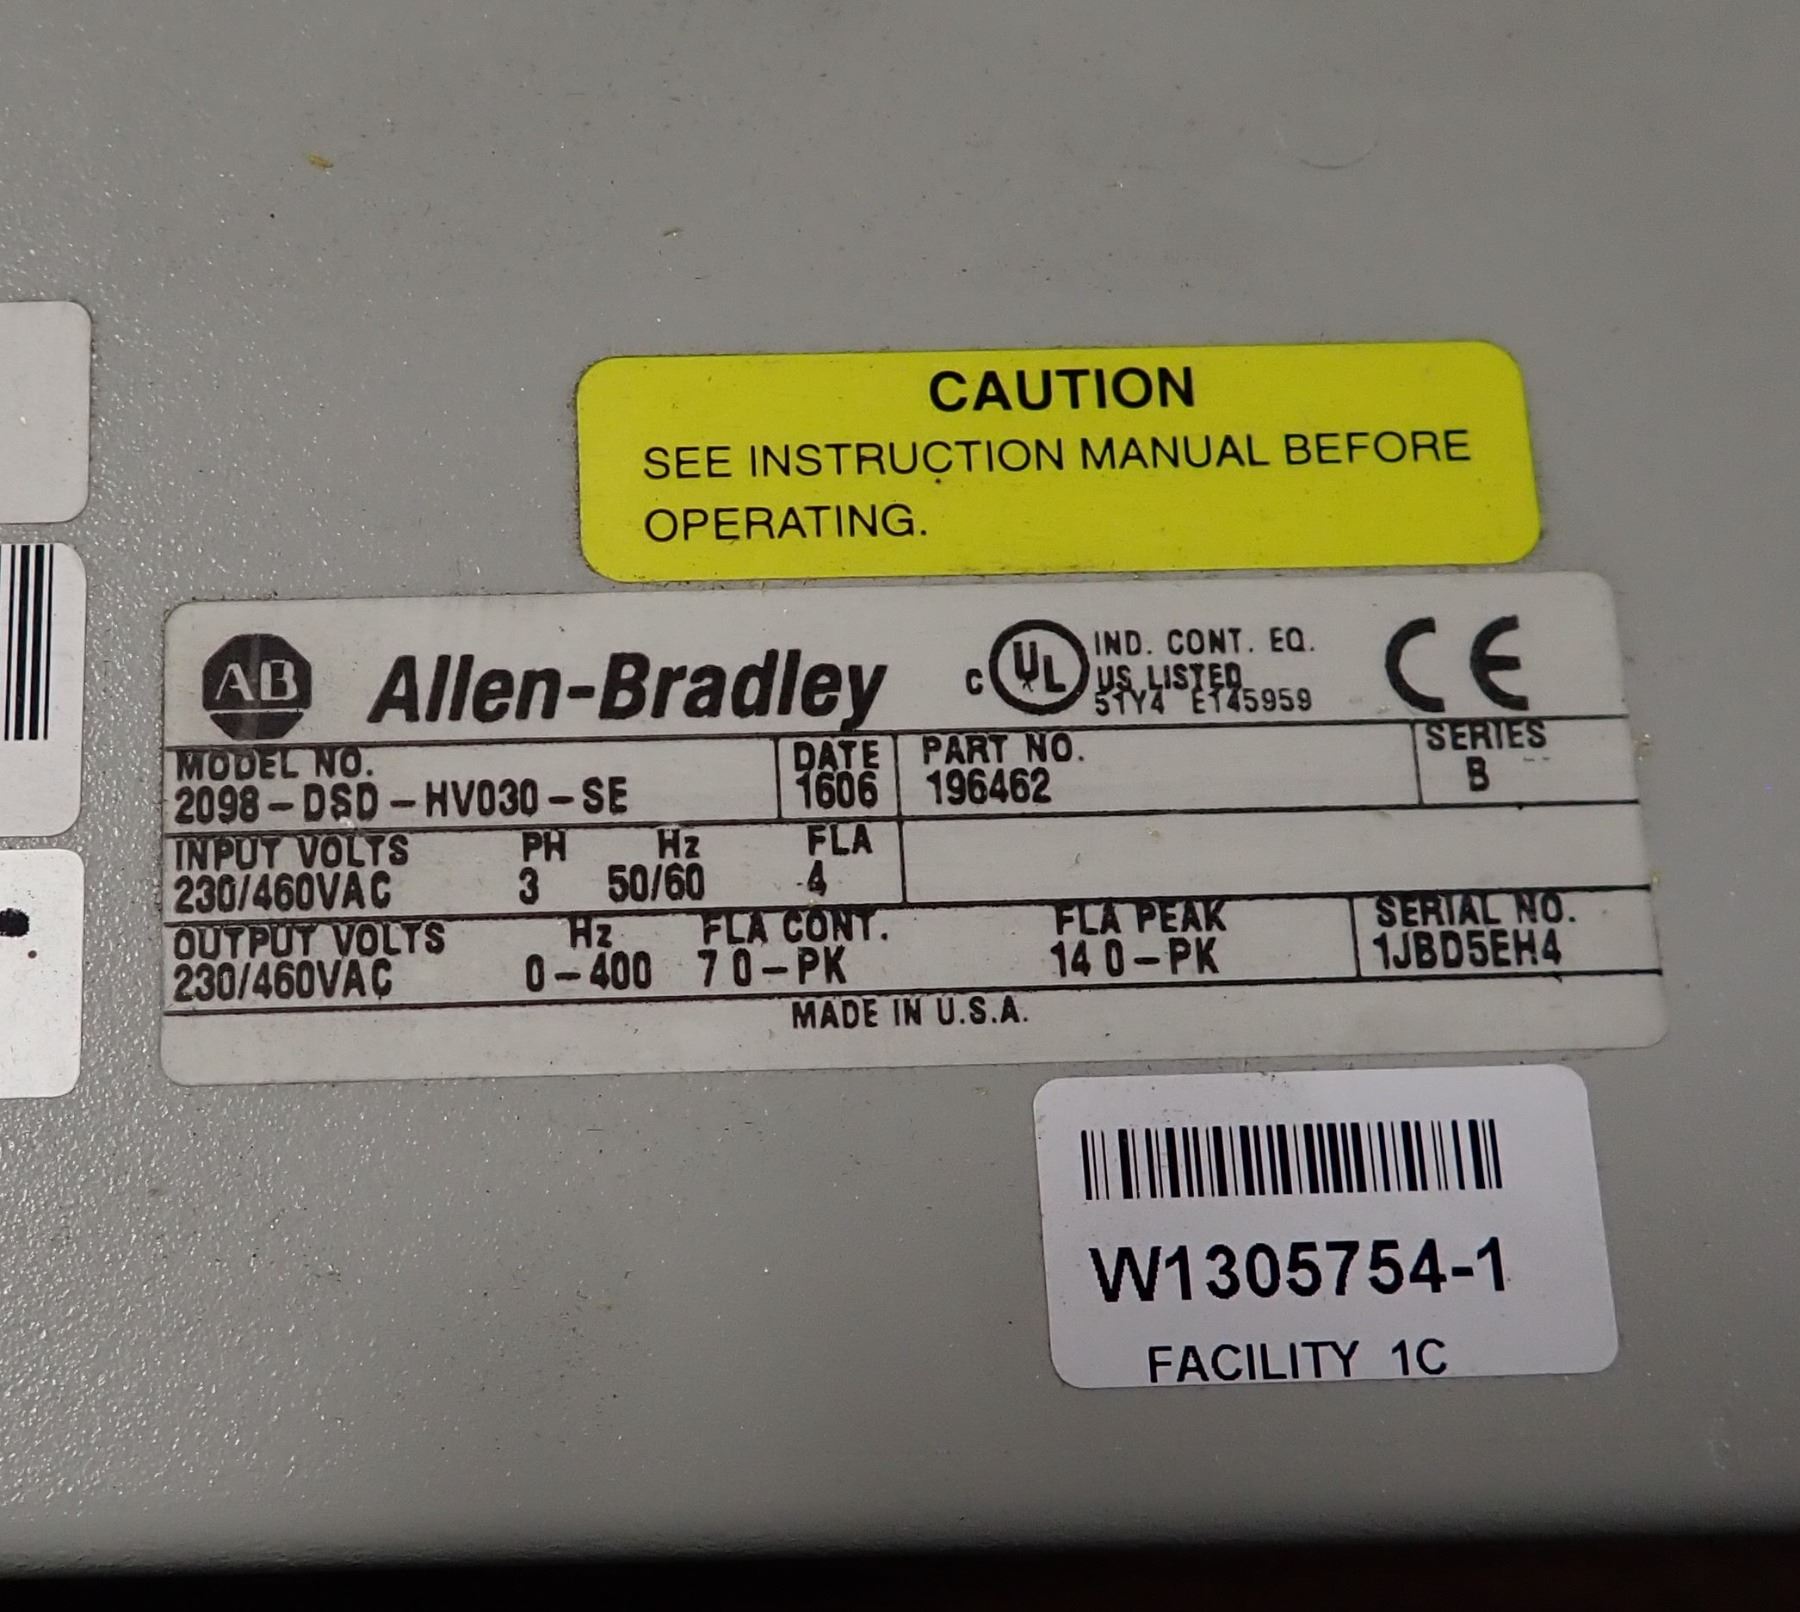 CAUTION
SEE INSTRUCTION MANUAL BEFORE
OPERATING.
AB Allen-Bradley c UL IND. CONT. EQ. CE
US LISTED
51Y4 E145959
MODEL NO. DATE PART NO. SERIES
2098-DSD-HV030-SE 1606 196462 B
INPUT VOLTS PH Hz FLA
230/460VAC 3 50/60 4
OUTPUT VOLTS Hz FLA CONT. FLA PEAK SERIAL NO.
230/460VAC 0-400 7 0-PK 14 0-PK 1JBD5EH4
MADE IN U.S.A.
W1305754-1
FACILITY 1C